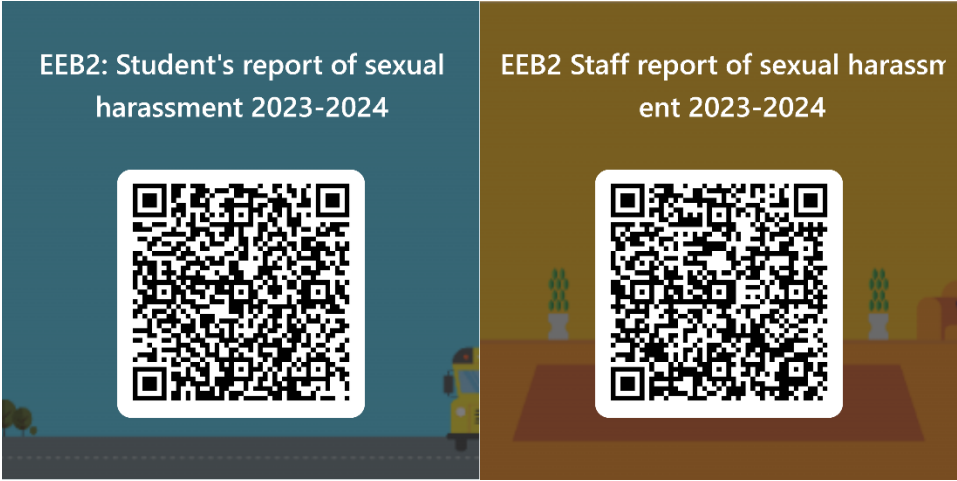 EEB2: Student's report of sexual
harassment 2023-2024
EEB2 Staff report of sexual harassm
ent 2023-2024